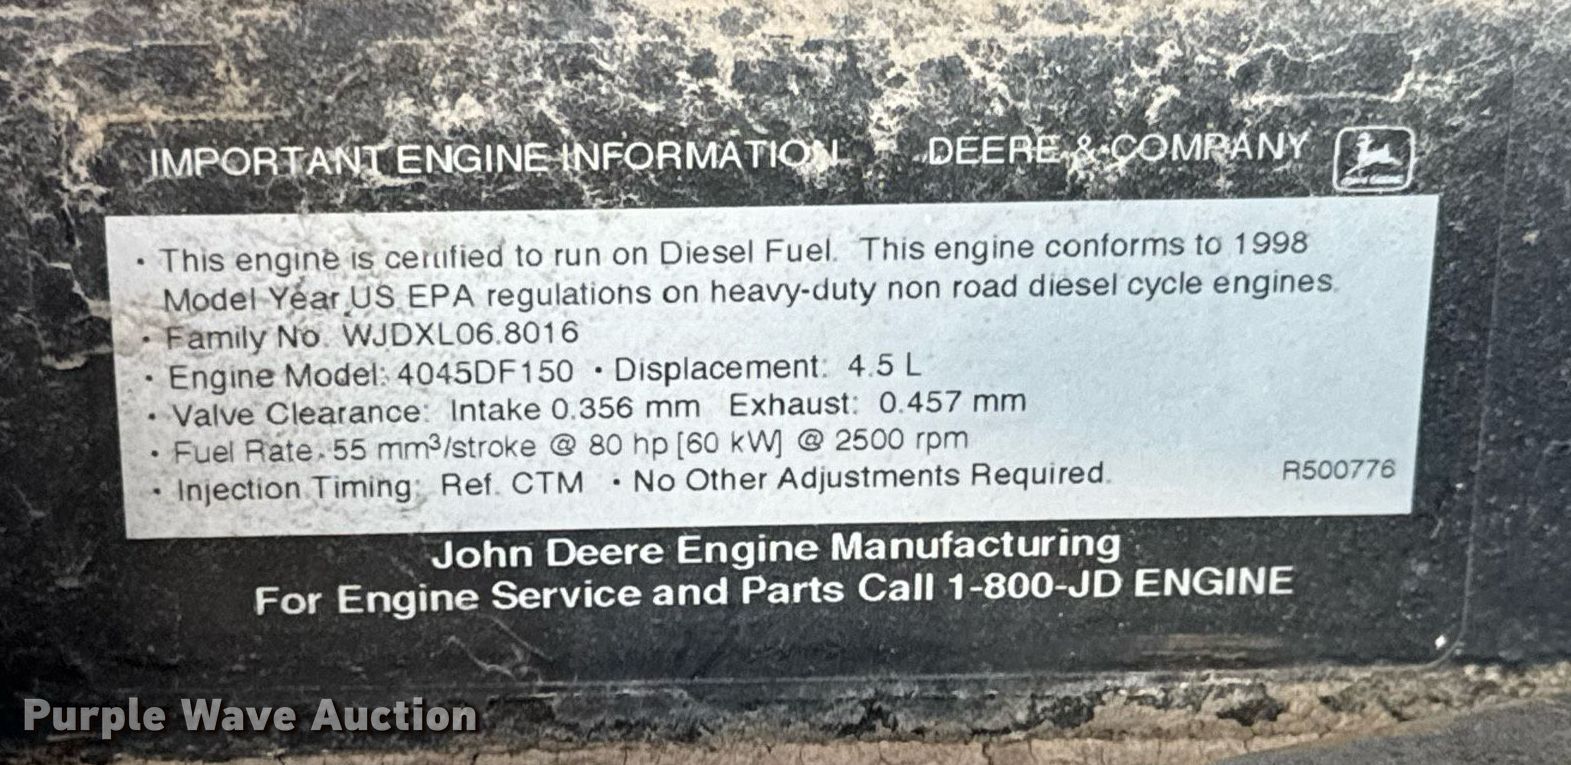 IMPORTANT ENGINE INFORMATION DEERE & COMPANY
• This engine is certified to run on Diesel Fuel. This engine conforms to 1998
Model Year US EPA regulations on heavy-duty non road diesel cycle engines.
• Family No. WJDXL06.8016
• Engine Model: 4045DF150 • Displacement: 4.5 L
• Valve Clearance: Intake 0.356 mm Exhaust: 0.457 mm
• Fuel Rate: 55 mm³/stroke @ 80 hp [60 kW] @ 2500 rpm
• Injection Timing: Ref. CTM • No Other Adjustments Required.
R500776
John Deere Engine Manufacturing
For Engine Service and Parts Call 1-800-JD ENGINE
Purple Wave Auction